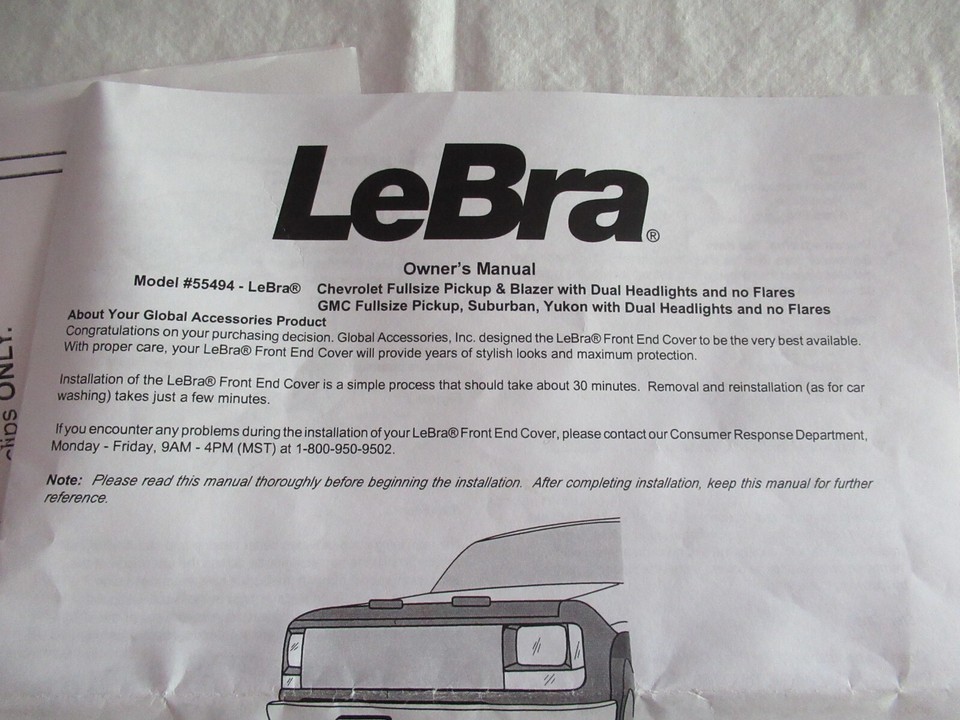 LeBra®
Owner's Manual
Model #55494 - LeBra® Chevrolet Fullsize Pickup & Blazer with Dual Headlights and no Flares
GMC Fullsize Pickup, Suburban, Yukon with Dual Headlights and no Flares
About Your Global Accessories Product
Congratulations on your purchasing decision. Global Accessories, Inc. designed the LeBra® Front End Cover to be the very best available.
With proper care, your LeBra® Front End Cover will provide years of stylish looks and maximum protection.
Installation of the LeBra® Front End Cover is a simple process that should take about 30 minutes. Removal and reinstallation (as for car
washing) takes just a few minutes.
If you encounter any problems during the installation of your LeBra® Front End Cover, please contact our Consumer Response Department,
Monday - Friday, 9AM - 4PM (MST) at 1-800-950-9502.
Note: Please read this manual thoroughly before beginning the installation. After completing installation, keep this manual for further
reference.
clips ONLY.